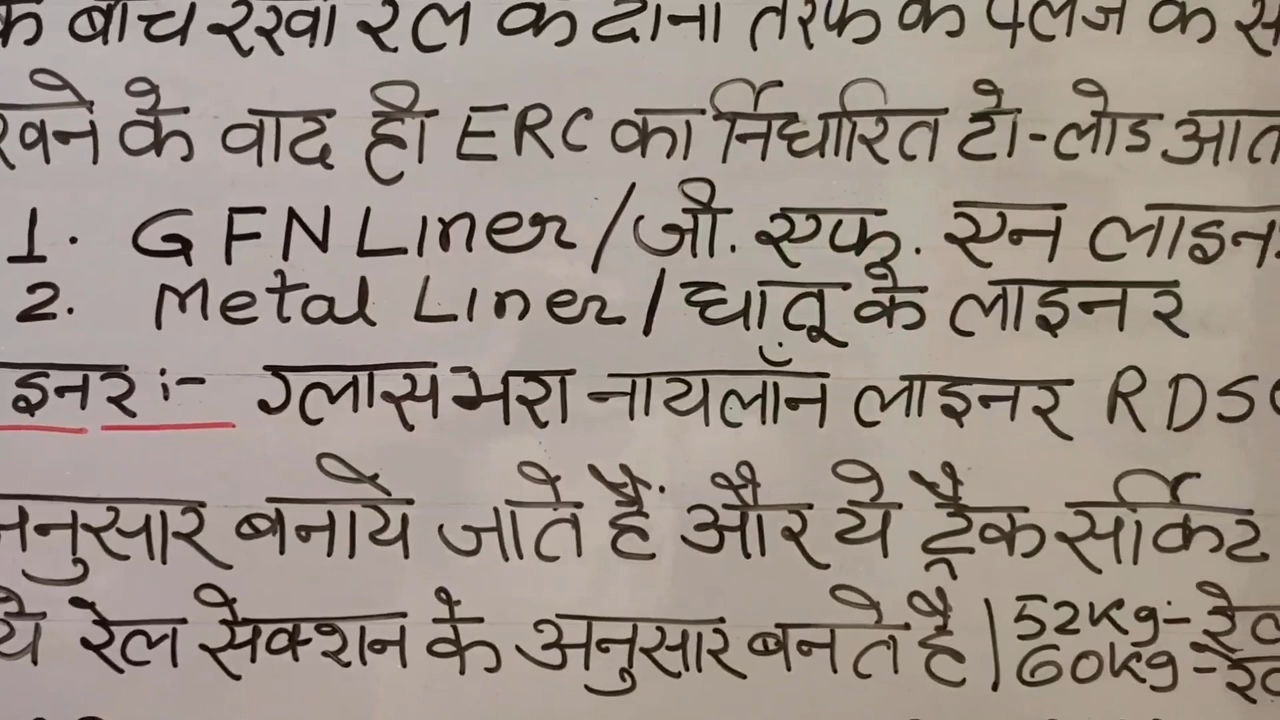 के बीच रखा रेल के दोनों तरफ के फ्लेंज के
रखने के वाद ही ERC का निर्धारित टो-लोड आत
1. GFN Liner / जी. एफ. एन लाइन
2. Metal Liner / धातू के लाइनर
इनर :- ग्लास भरा नायलॉन लाइनर RDS
नुसार बनाये जाते हैं और ये ट्रैक सर्किट
ये रेल सेक्शन के अनुसार बनते है | 52kg - रे
60kg -